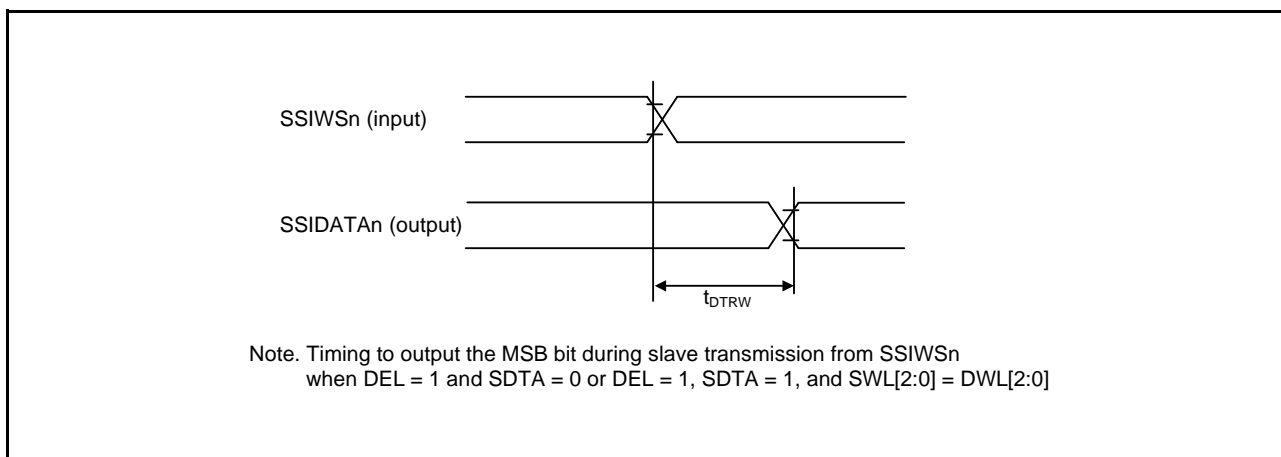 SSIWSn (input)
SSIDATAn (output)
tDTRW
Note. Timing to output the MSB bit during slave transmission from SSIWSn
when DEL = 1 and SDTA = 0 or DEL = 1, SDTA = 1, and SWL[2:0] = DWL[2:0]